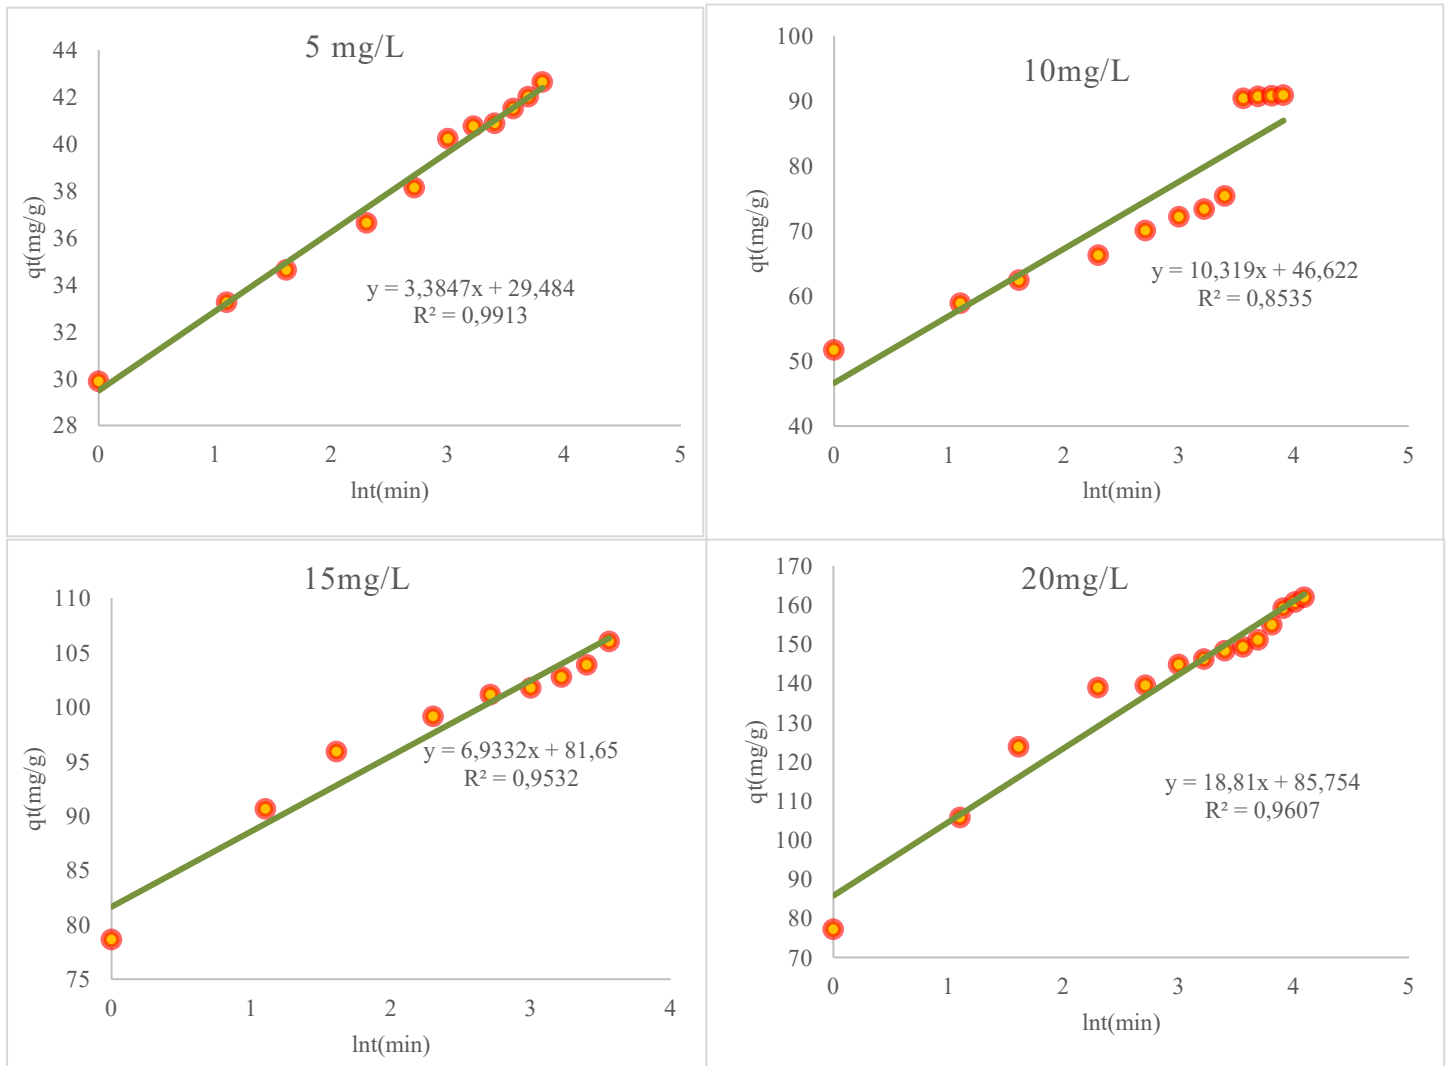 5 mg/L
44
42
40
38
36
34
32
30
28
qt(mg/g)
y = 3,3847x + 29,484
R² = 0,9913
0 1 2 3 4 5
lnt(min)
10mg/L
100
90
80
70
60
50
40
qt(mg/g)
y = 10,319x + 46,622
R² = 0,8535
0 1 2 3 4 5
lnt(min)
15mg/L
110
105
100
95
90
85
80
75
qt(mg/g)
y = 6,9332x + 81,65
R² = 0,9532
0 1 2 3 4
lnt(min)
20mg/L
170
160
150
140
130
120
110
100
90
80
70
qt(mg/g)
y = 18,81x + 85,754
R² = 0,9607
0 1 2 3 4 5
lnt(min)